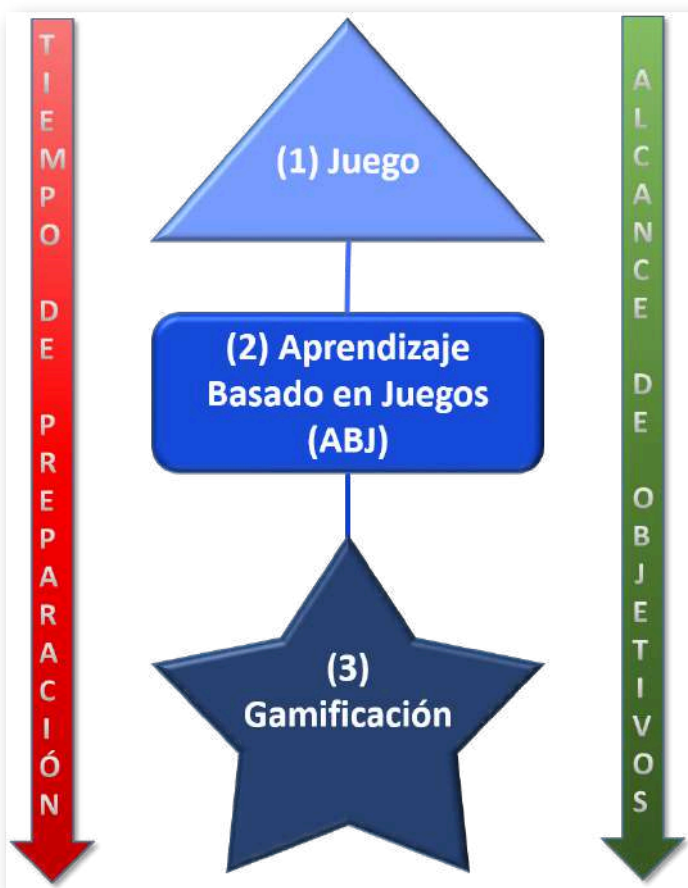 TIEMPO DE PREPARACIÓN
(1) Juego
(2) Aprendizaje
Basado en Juegos
(ABJ)
(3)
Gamificación
ALCANCE DE OBJETIVOS